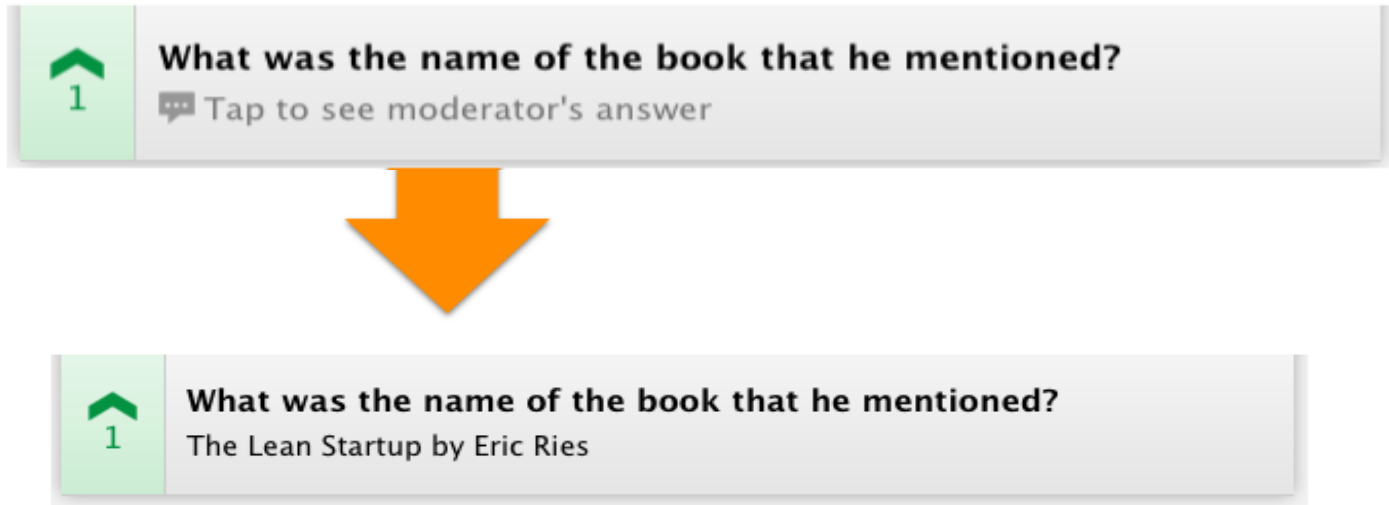 What was the name of the book that he mentioned?
1
Tap to see moderator's answer
What was the name of the book that he mentioned?
1
The Lean Startup by Eric Ries